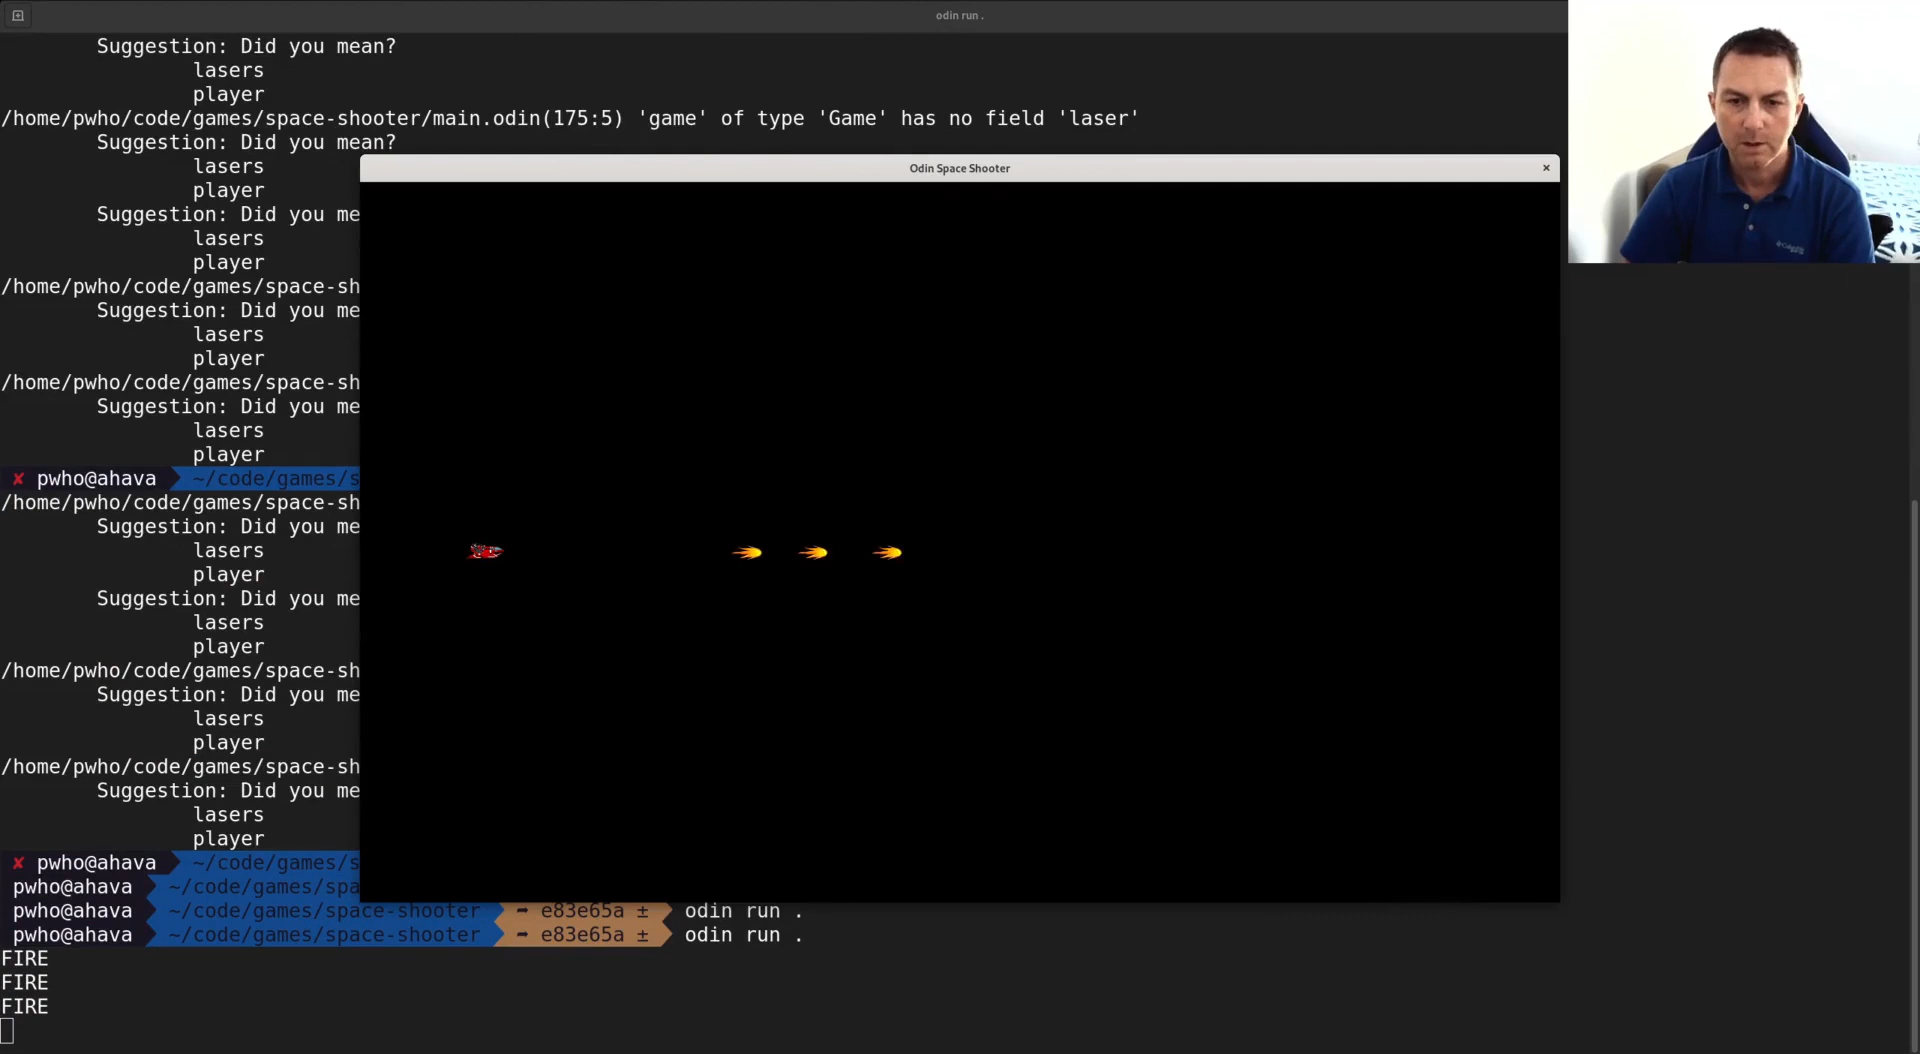 odin run .
Suggestion: Did you mean?
lasers
player
/home/pwho/code/games/space-shooter/main.odin(175:5) 'game' of type 'Game' has no field 'laser'
Suggestion: Did you mean?
lasers
player
Suggestion: Did you me
lasers
player
/home/pwho/code/games/space-sh
Suggestion: Did you me
lasers
player
/home/pwho/code/games/space-sh
Suggestion: Did you me
lasers
player
✘ pwho@ahava ~/code/games/s
/home/pwho/code/games/space-sh
Suggestion: Did you me
lasers
player
Suggestion: Did you me
lasers
player
/home/pwho/code/games/space-sh
Suggestion: Did you me
lasers
player
/home/pwho/code/games/space-sh
Suggestion: Did you me
lasers
player
✘ pwho@ahava ~/code/games/s
pwho@ahava ~/code/games/spa
pwho@ahava ~/code/games/space-shooter ➦ e83e65a ± odin run .
pwho@ahava ~/code/games/space-shooter ➦ e83e65a ± odin run .
FIRE
FIRE
FIRE
Odin Space Shooter